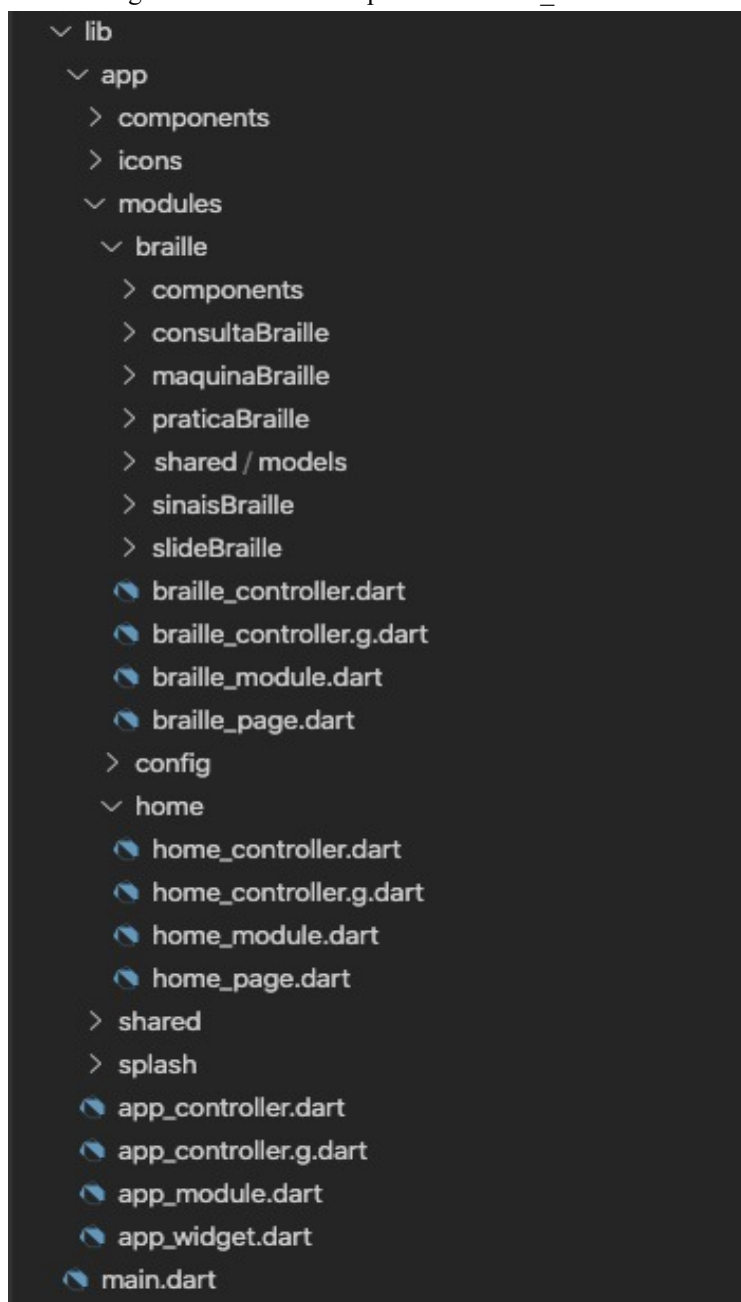 lib
app
components
icons
modules
braille
components
consultaBraille
maquinaBraille
praticaBraille
shared / models
sinaisBraille
slideBraille
braille_controller.dart
braille_controller.g.dart
braille_module.dart
braille_page.dart
config
home
home_controller.dart
home_controller.g.dart
home_module.dart
home_page.dart
shared
splash
app_controller.dart
app_controller.g.dart
app_module.dart
app_widget.dart
main.dart